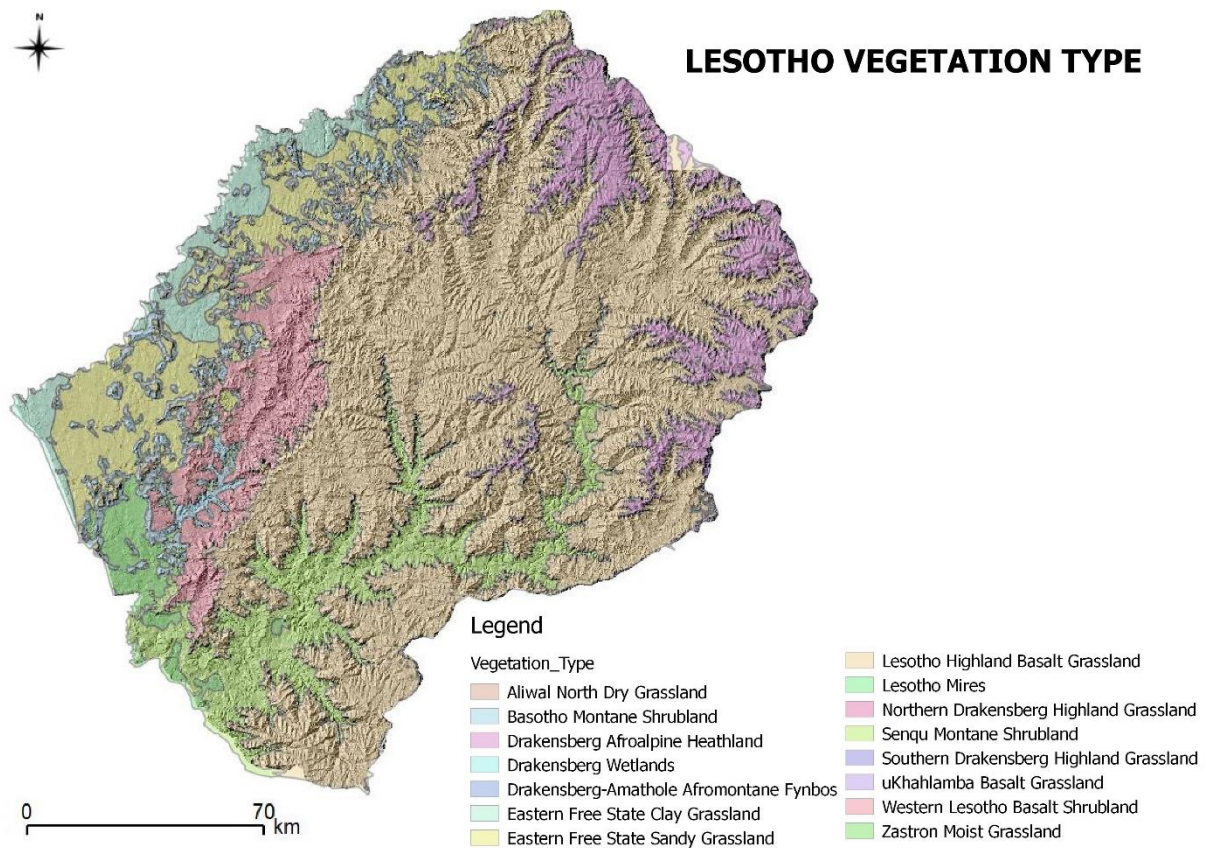 N
LESOTHO VEGETATION TYPE
Legend
Vegetation_Type
Aliwal North Dry Grassland
Basotho Montane Shrubland
Drakensberg Afroalpine Heathland
Drakensberg Wetlands
Drakensberg-Amathole Afromontane Fynbos
Eastern Free State Clay Grassland
Eastern Free State Sandy Grassland
Lesotho Highland Basalt Grassland
Lesotho Mires
Northern Drakensberg Highland Grassland
Senqu Montane Shrubland
Southern Drakensberg Highland Grassland
uKhahlamba Basalt Grassland
Western Lesotho Basalt Shrubland
Zastron Moist Grassland
0 70 km